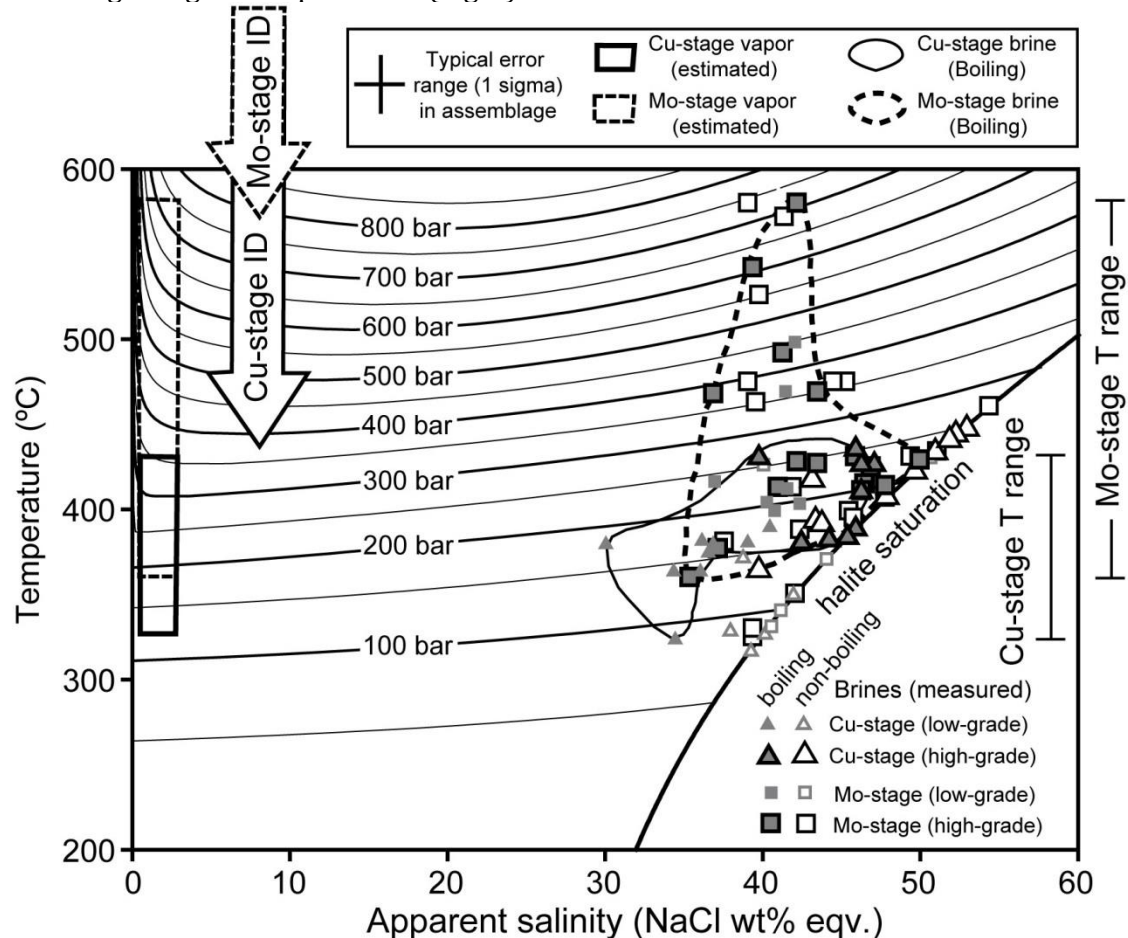 Mo-stage ID
Cu-stage ID
Typical error
range (1 sigma)
in assemblage
Cu-stage vapor
(estimated)
Mo-stage vapor
(estimated)
Cu-stage brine
(Boiling)
Mo-stage brine
(Boiling)
600
500
400
300
200
Temperature (ºC)
800 bar
700 bar
600 bar
500 bar
400 bar
300 bar
200 bar
100 bar
halite saturation
Mo-stage T range
Cu-stage T range
boiling
non-boiling
Brines (measured)
Cu-stage (low-grade)
Cu-stage (high-grade)
Mo-stage (low-grade)
Mo-stage (high-grade)
0 10 20 30 40 50 60
Apparent salinity (NaCl wt% eqv.)